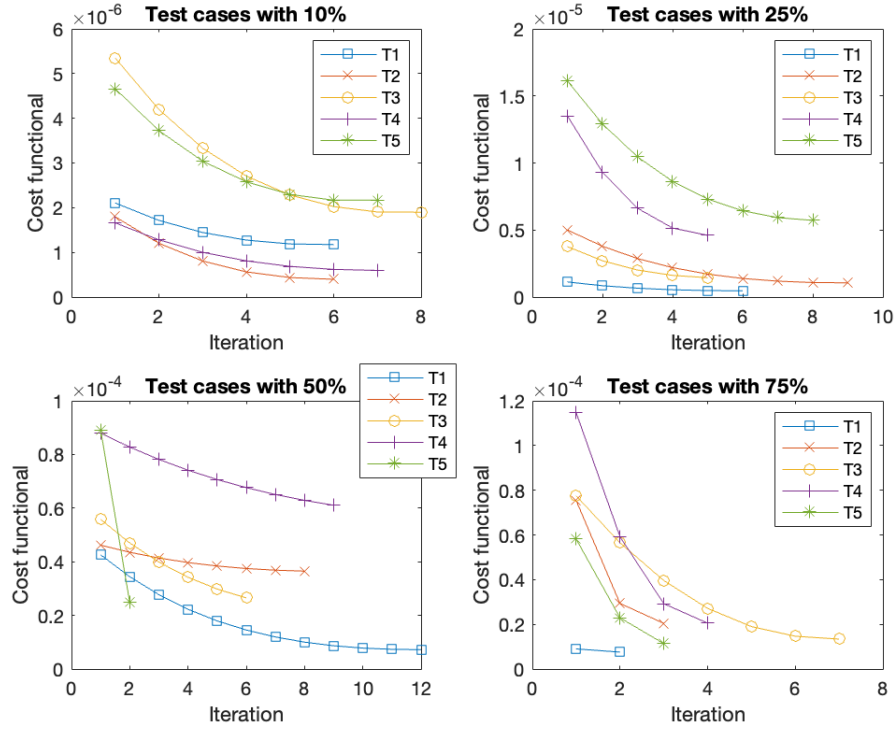 ×10⁻⁶
Test cases with 10%
6
5
4
3
2
1
0
Cost functional
0 2 4 6 8
Iteration
T1
T2
T3
T4
T5
×10⁻⁵
Test cases with 25%
2
1.5
1
0.5
0
Cost functional
0 2 4 6 8 10
Iteration
T1
T2
T3
T4
T5
×10⁻⁴
Test cases with 50%
1
0.8
0.6
0.4
0.2
0
Cost functional
0 2 4 6 8 10 12
Iteration
T1
T2
T3
T4
T5
×10⁻⁴
Test cases with 75%
1.2
1
0.8
0.6
0.4
0.2
0
Cost functional
0 2 4 6 8
Iteration
T1
T2
T3
T4
T5